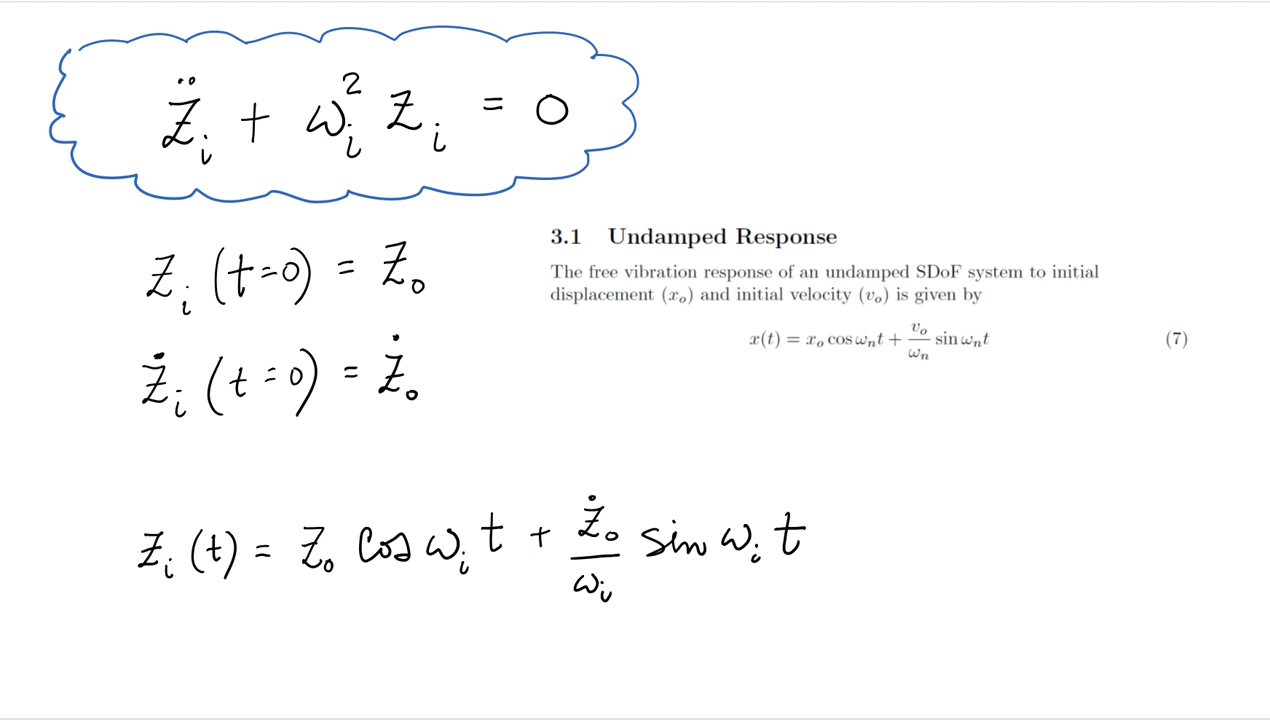 z̈ᵢ + ωᵢ² zᵢ = 0
zᵢ (t=0) = z₀
żᵢ (t=0) = ż₀
3.1 Undamped Response
The free vibration response of an undamped SDoF system to initial
displacement (xₒ) and initial velocity (vₒ) is given by
x(t) = xₒ cos ωₙt + vₒ/ωₙ sin ωₙt (7)
zᵢ (t) = z₀ cos ωᵢ t + ż₀/ωᵢ sin ωᵢ t